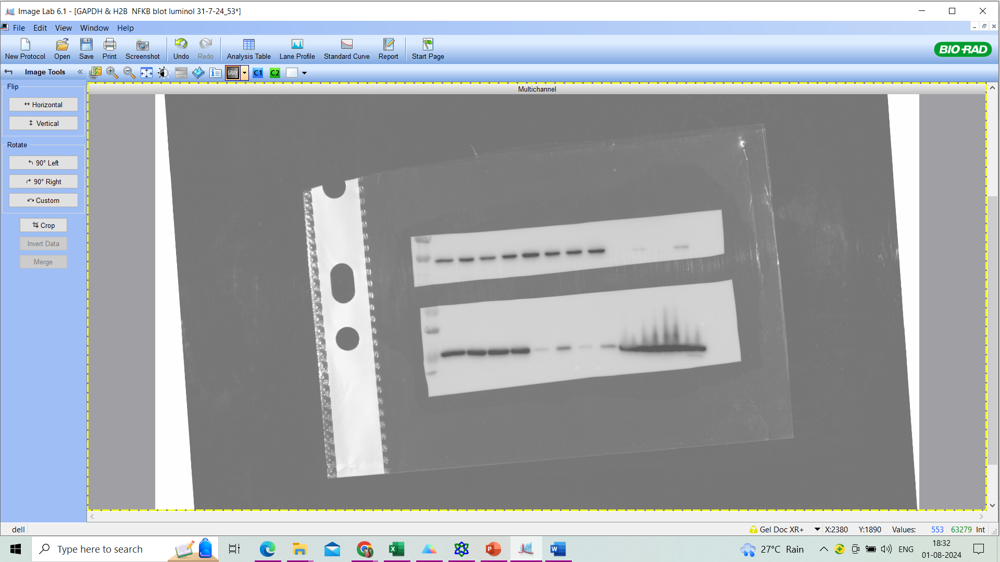 Image Lab 6.1 - [GAPDH & H2B  NFKB blot luminol 31-7-24_53*]
File Edit View Window Help
New Protocol Open Save Print Screenshot Undo Redo Analysis Table Lane Profile Standard Curve Report Start Page
BIO-RAD
Image Tools « GRAY C1 C2
Multichannel
Flip
Horizontal
Vertical
Rotate
90° Left
90° Right
Custom
Crop
Invert Data
Merge
dell Gel Doc XR+ X:2380 Y:1890 Values: 553 63279 Int
Type here to search 27°C Rain ENG 18:32
01-08-2024